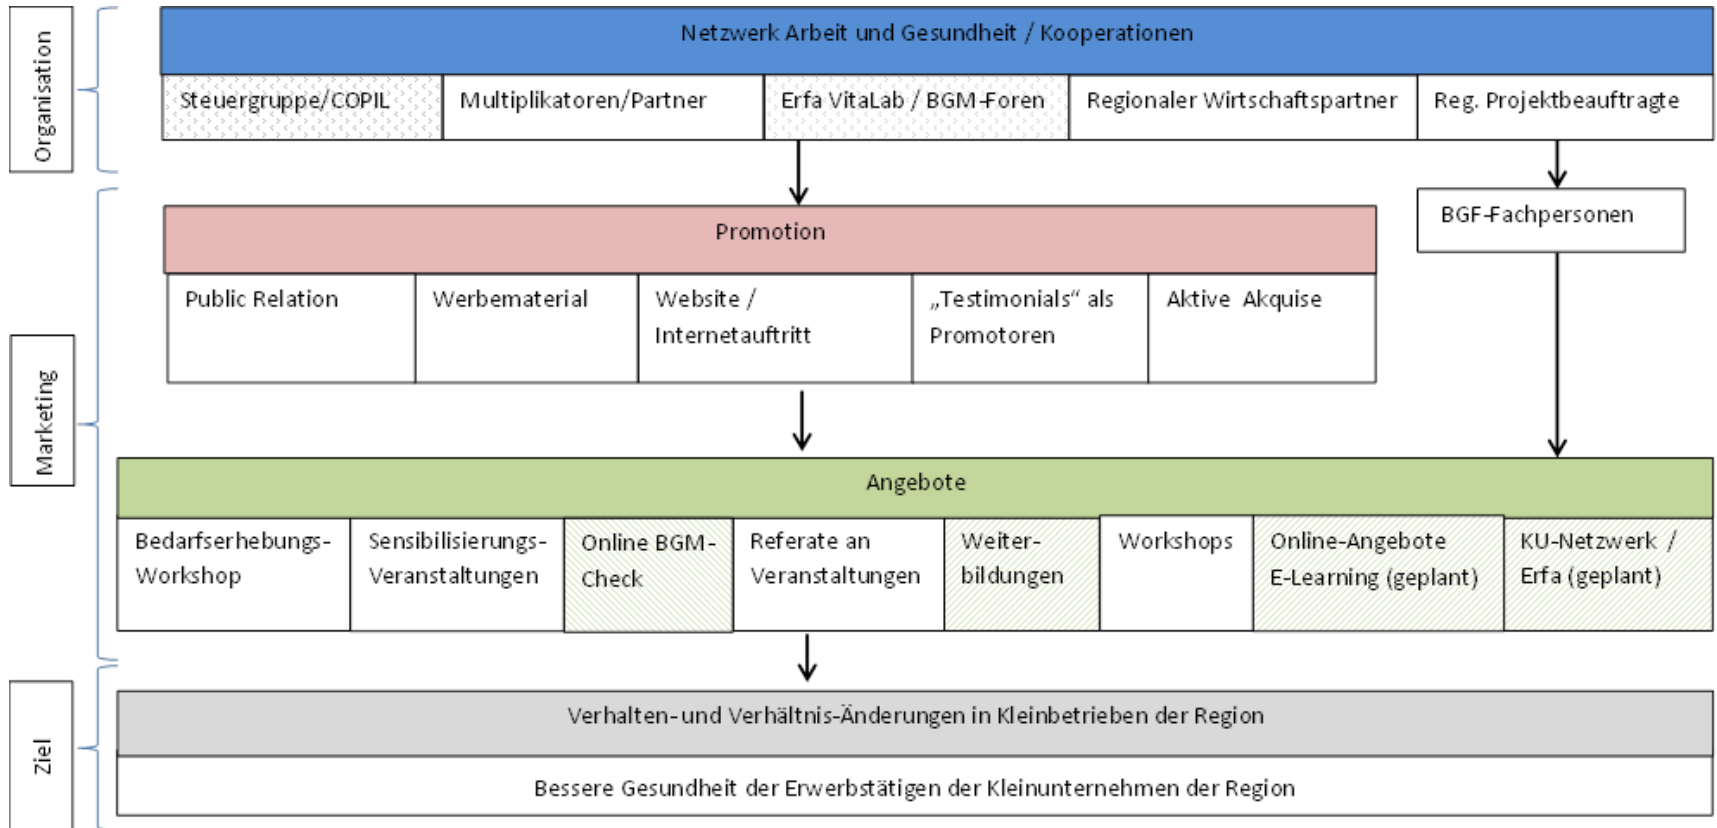 Organisation
Netzwerk Arbeit und Gesundheit / Kooperationen
Steuergruppe/COPIL
Multiplikatoren/Partner
Erfa VitaLab / BGM-Foren
Regionaler Wirtschaftspartner
Reg. Projektbeauftragte
Marketing
BGF-Fachpersonen
Promotion
Public Relation
Werbematerial
Website /
Internetauftritt
„Testimonials“ als
Promotoren
Aktive Akquise
Angebote
Bedarfserhebungs-
Workshop
Sensibilisierungs-
Veranstaltungen
Online BGM-
Check
Referate an
Veranstaltungen
Weiter-
bildungen
Workshops
Online-Angebote
E-Learning (geplant)
KU-Netzwerk /
Erfa (geplant)
Ziel
Verhalten- und Verhältnis-Änderungen in Kleinbetrieben der Region
Bessere Gesundheit der Erwerbstätigen der Kleinunternehmen der Region